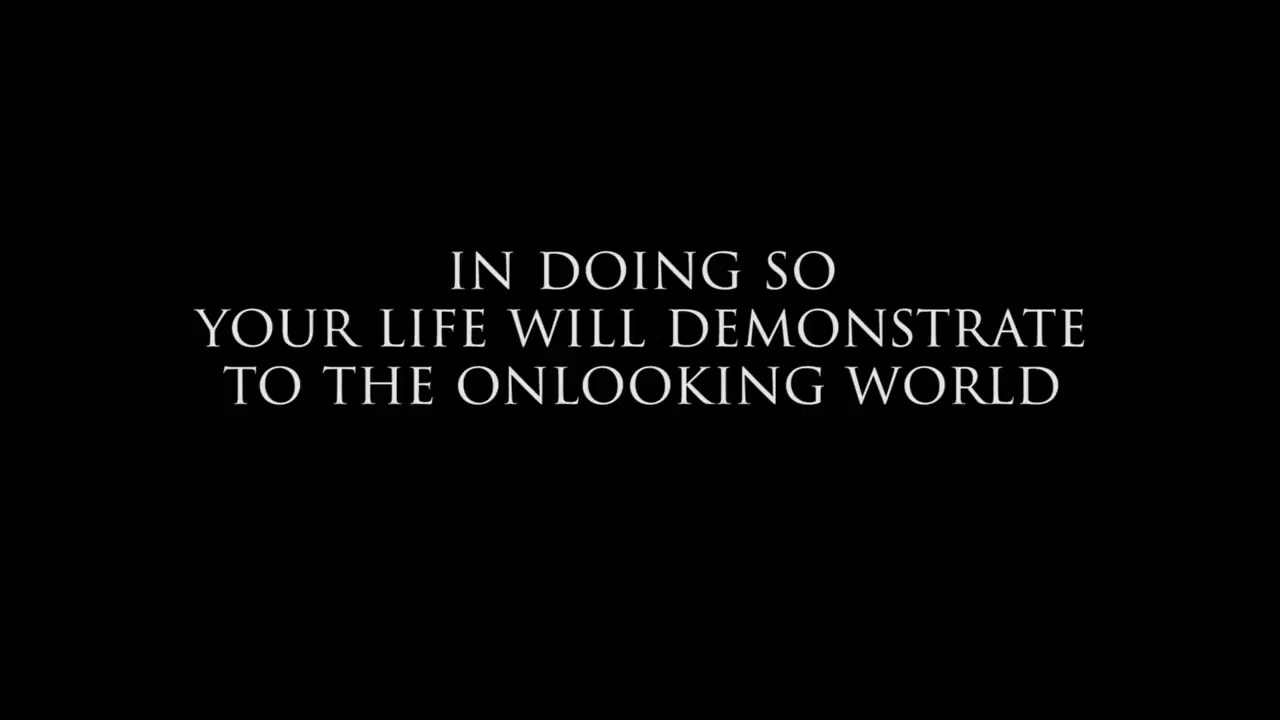 IN DOING SO
YOUR LIFE WILL DEMONSTRATE
TO THE ONLOOKING WORLD